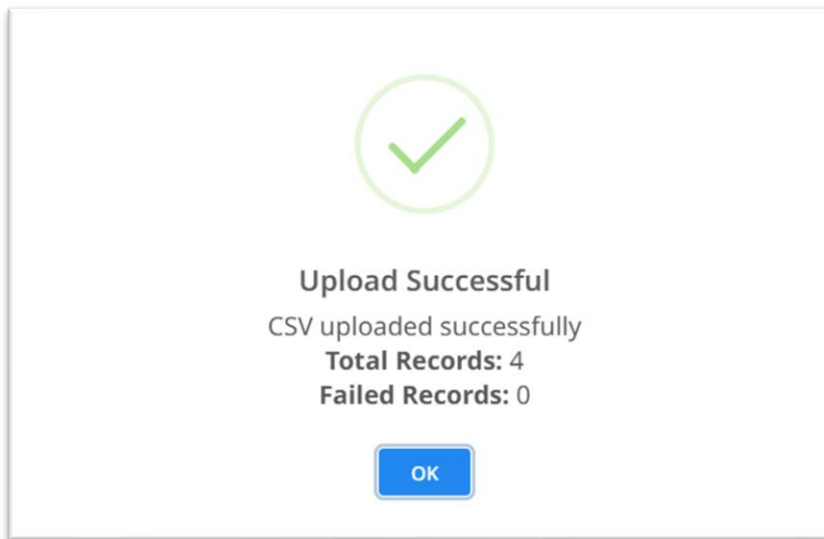 Upload Successful
CSV uploaded successfully
Total Records: 4
Failed Records: 0
OK